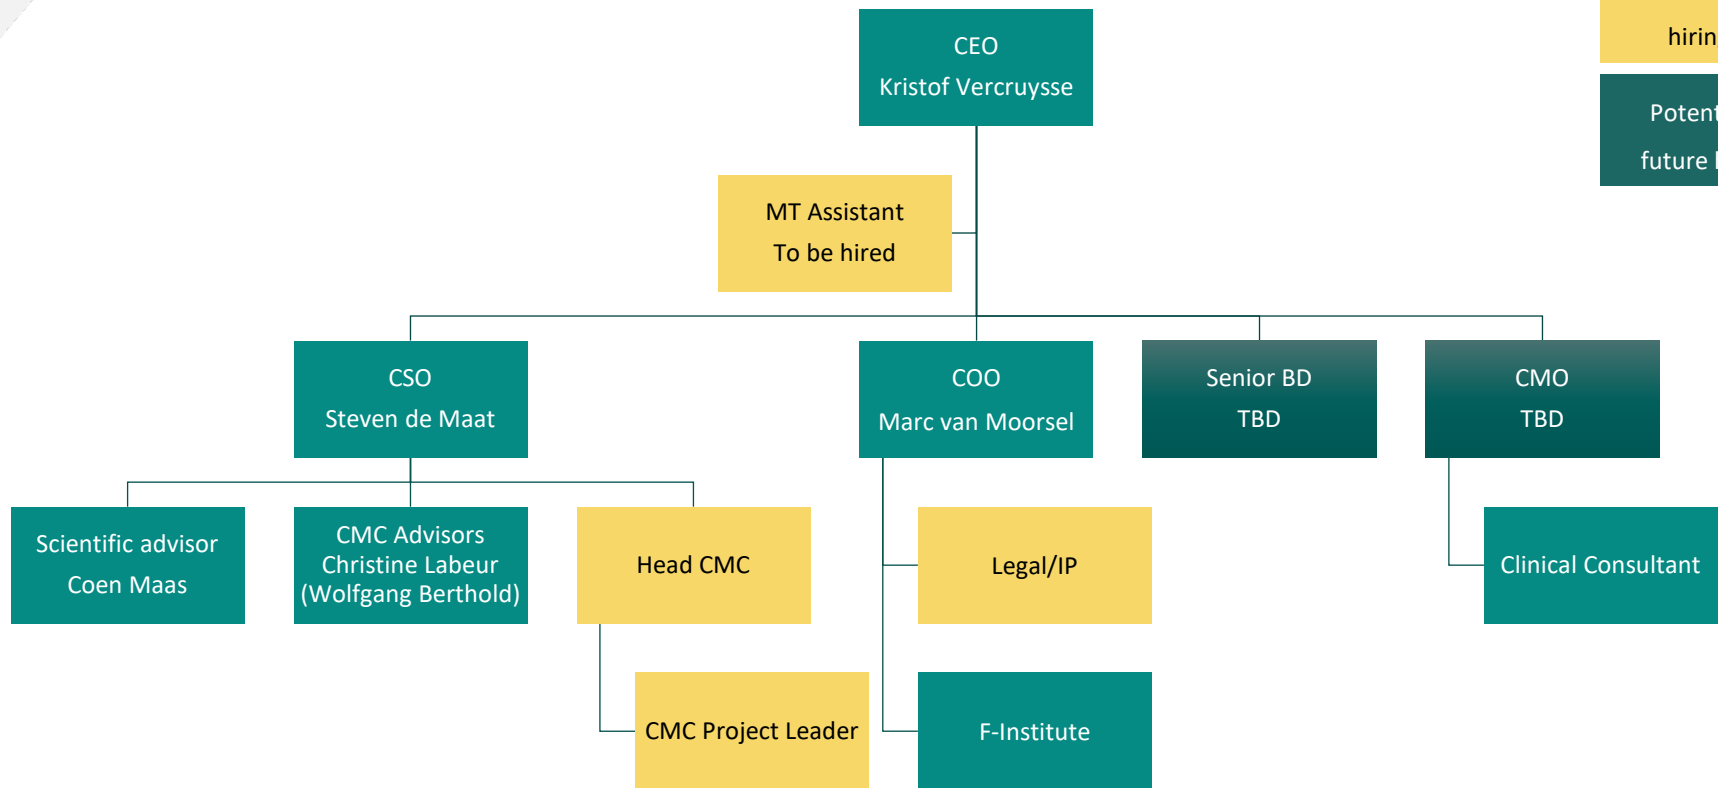 CEO
Kristof Vercruysse
future
MT Assistant
To be hired
CSO
Steven de Maat
COO
Marc van Moorsel
Senior BD
TBD
CMO
TBD
Scientific advisor
Coen Maas
CMC Advisors
Christine Labeur
(Wolfgang Berthold)
Head CMC
Legal/IP
Clinical Consultant
CMC Project Leader
F-Institute